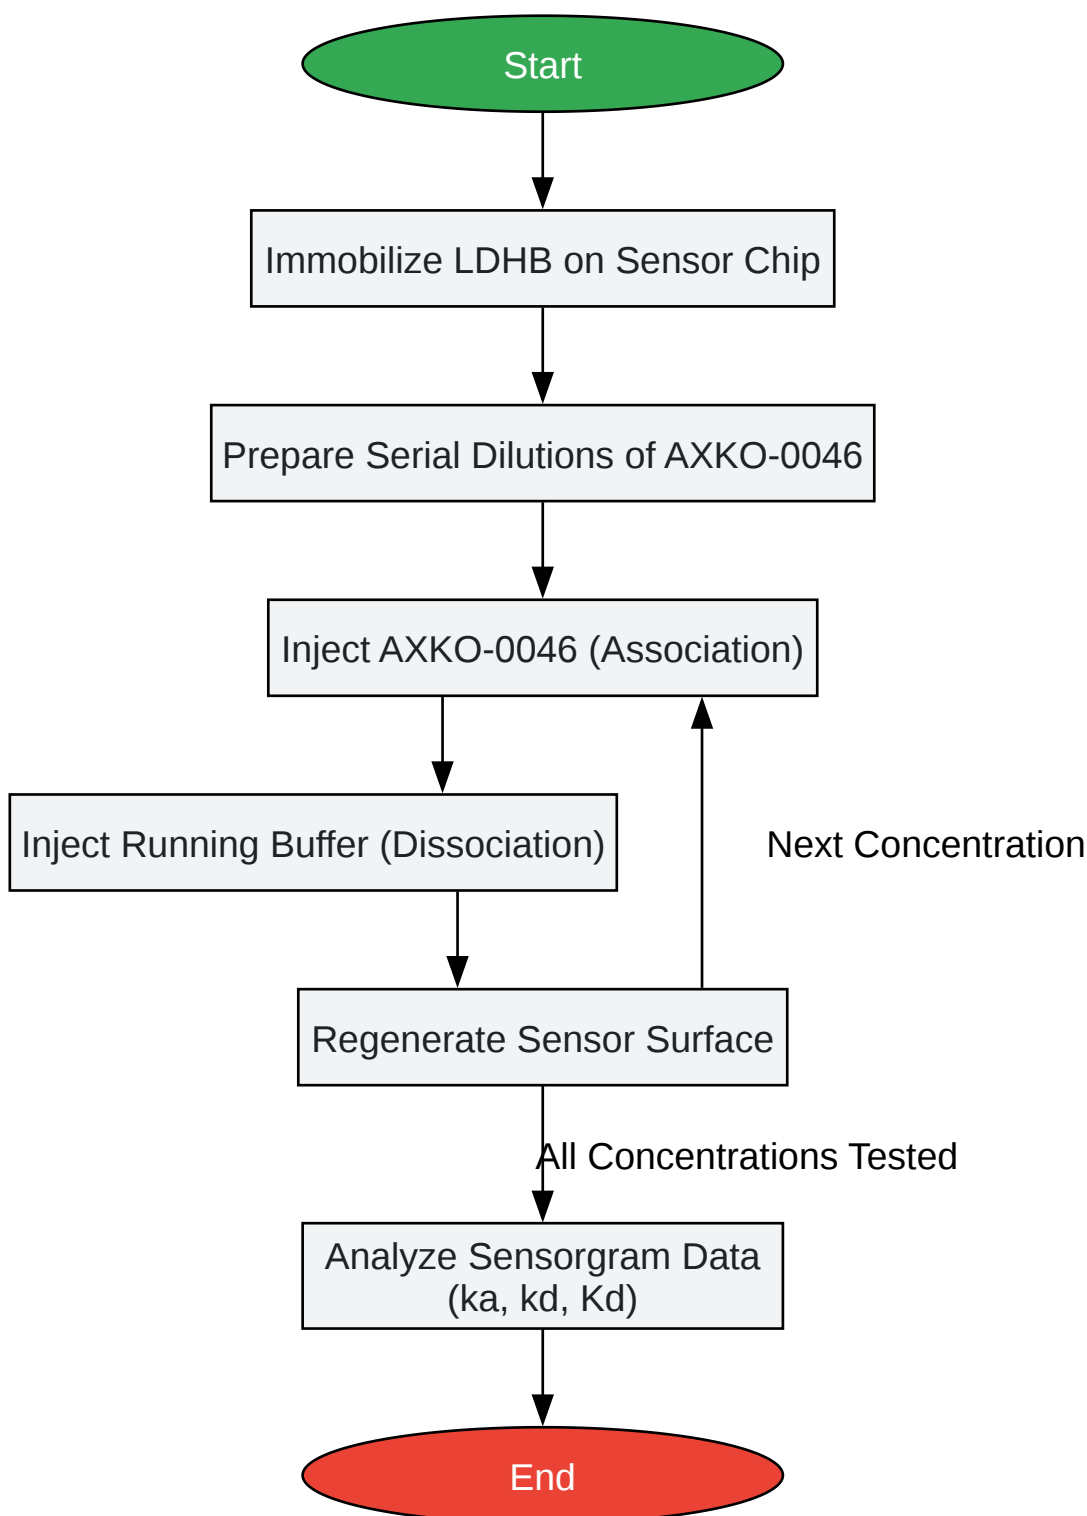 Start
Immobilize LDHB on Sensor Chip
Prepare Serial Dilutions of AXKO-0046
Inject AXKO-0046 (Association)
Inject Running Buffer (Dissociation)
Next Concentration
Regenerate Sensor Surface
All Concentrations Tested
Analyze Sensorgram Data
(ka, kd, Kd)
End